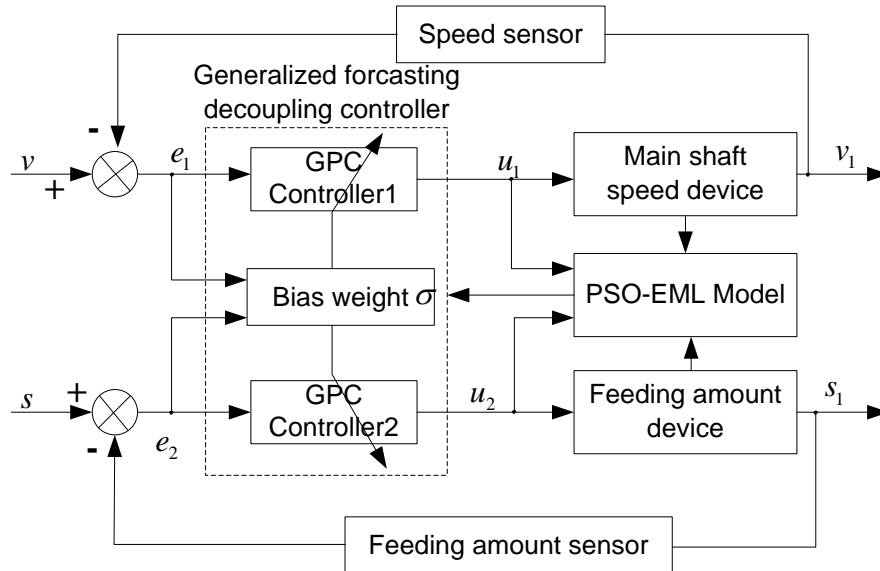 Speed sensor
Generalized forcasting
decoupling controller
-
v
+
e1
GPC
Controller1
u1
Main shaft
speed device
v1
Bias weight σ
PSO-EML Model
s
+
-
e2
GPC
Controller2
u2
Feeding amount
device
s1
Feeding amount sensor